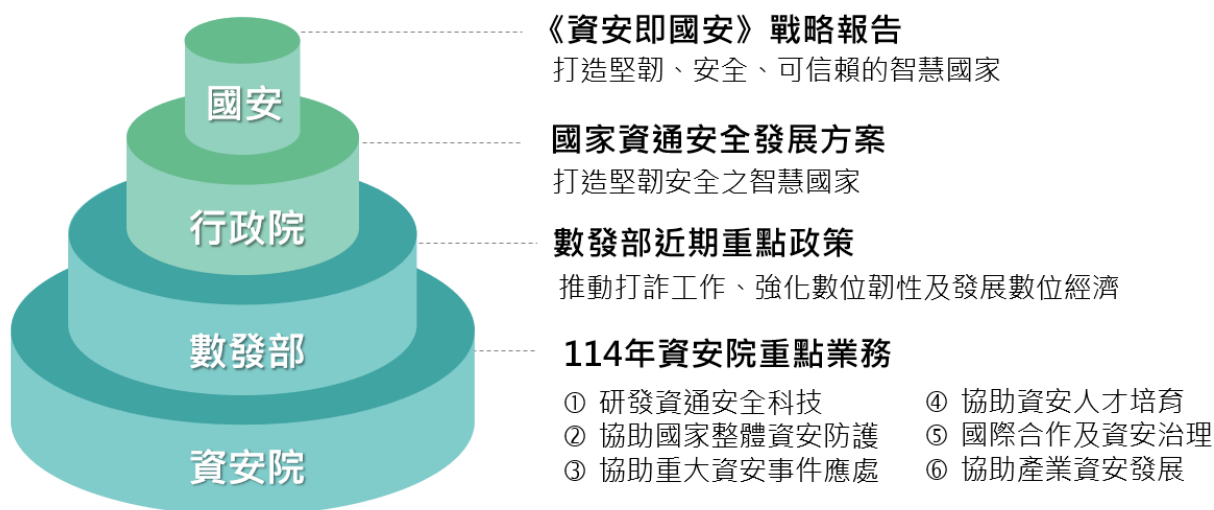 國安
《資安即國安》戰略報告
打造堅韌、安全、可信賴的智慧國家
行政院
國家資通安全發展方案
打造堅韌安全之智慧國家
數發部
數發部近期重點政策
推動打詐工作、強化數位韌性及發展數位經濟
資安院
114年資安院重點業務
① 研發資通安全科技
② 協助國家整體資安防護
③ 協助重大資安事件應處
④ 協助資安人才培育
⑤ 國際合作及資安治理
⑥ 協助產業資安發展